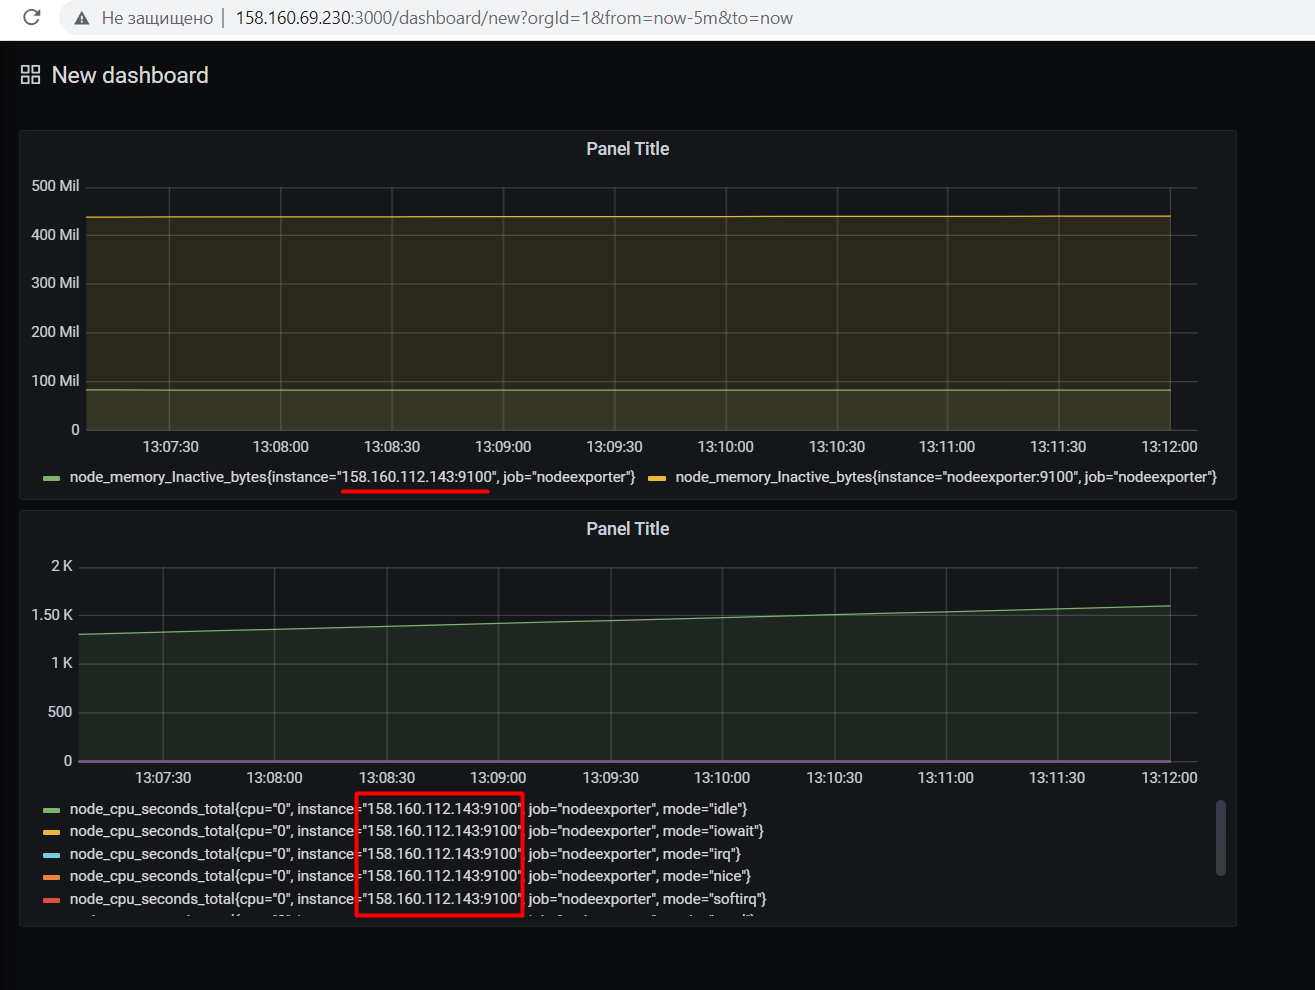 Не защищено 158.160.69.230:3000/dashboard/new?orgId=1&from=now-5m&to=now
New dashboard
Panel Title
500 Mil
400 Mil
300 Mil
200 Mil
100 Mil
0
13:07:30 13:08:00 13:08:30 13:09:00 13:09:30 13:10:00 13:10:30 13:11:00 13:11:30 13:12:00
node_memory_Inactive_bytes{instance="158.160.112.143:9100", job="nodeexporter"} node_memory_Inactive_bytes{instance="nodeexporter:9100", job="nodeexporter"}
Panel Title
2 K
1.50 K
1 K
500
0
13:07:30 13:08:00 13:08:30 13:09:00 13:09:30 13:10:00 13:10:30 13:11:00 13:11:30 13:12:00
node_cpu_seconds_total{cpu="0", instance="158.160.112.143:9100", job="nodeexporter", mode="idle"}
node_cpu_seconds_total{cpu="0", instance="158.160.112.143:9100", job="nodeexporter", mode="iowait"}
node_cpu_seconds_total{cpu="0", instance="158.160.112.143:9100", job="nodeexporter", mode="irq"}
node_cpu_seconds_total{cpu="0", instance="158.160.112.143:9100", job="nodeexporter", mode="nice"}
node_cpu_seconds_total{cpu="0", instance="158.160.112.143:9100", job="nodeexporter", mode="softirq"}